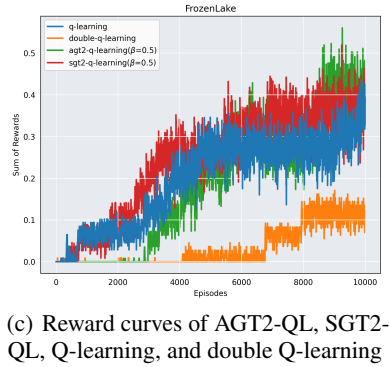 FrozenLake
q-learning
double-q-learning
agt2-q-learning(β=0.5)
sgt2-q-learning(β=0.5)
Sum of Rewards
0.5
0.4
0.3
0.2
0.1
0.0
0 2000 4000 6000 8000 10000
Episodes
(c) Reward curves of AGT2-QL, SGT2-
QL, Q-learning, and double Q-learning